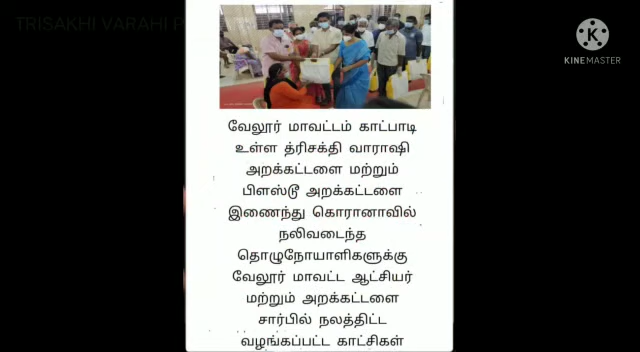 TRISAKHI VARAHI P
KINEMASTER
வேலூர் மாவட்டம் காட்பாடி
உள்ள த்ரிசக்தி வாராஷி
அறக்கட்டளை மற்றும்
பிளஸ்டூ அறக்கட்டளை
இணைந்து கொரானாவில்
நலிவடைந்த
தொழுநோயாளிகளுக்கு
வேலூர் மாவட்ட ஆட்சியர்
மற்றும் அறக்கட்டளை
சார்பில் நலத்திட்ட
வழங்கப்பட்ட காட்சிகள்